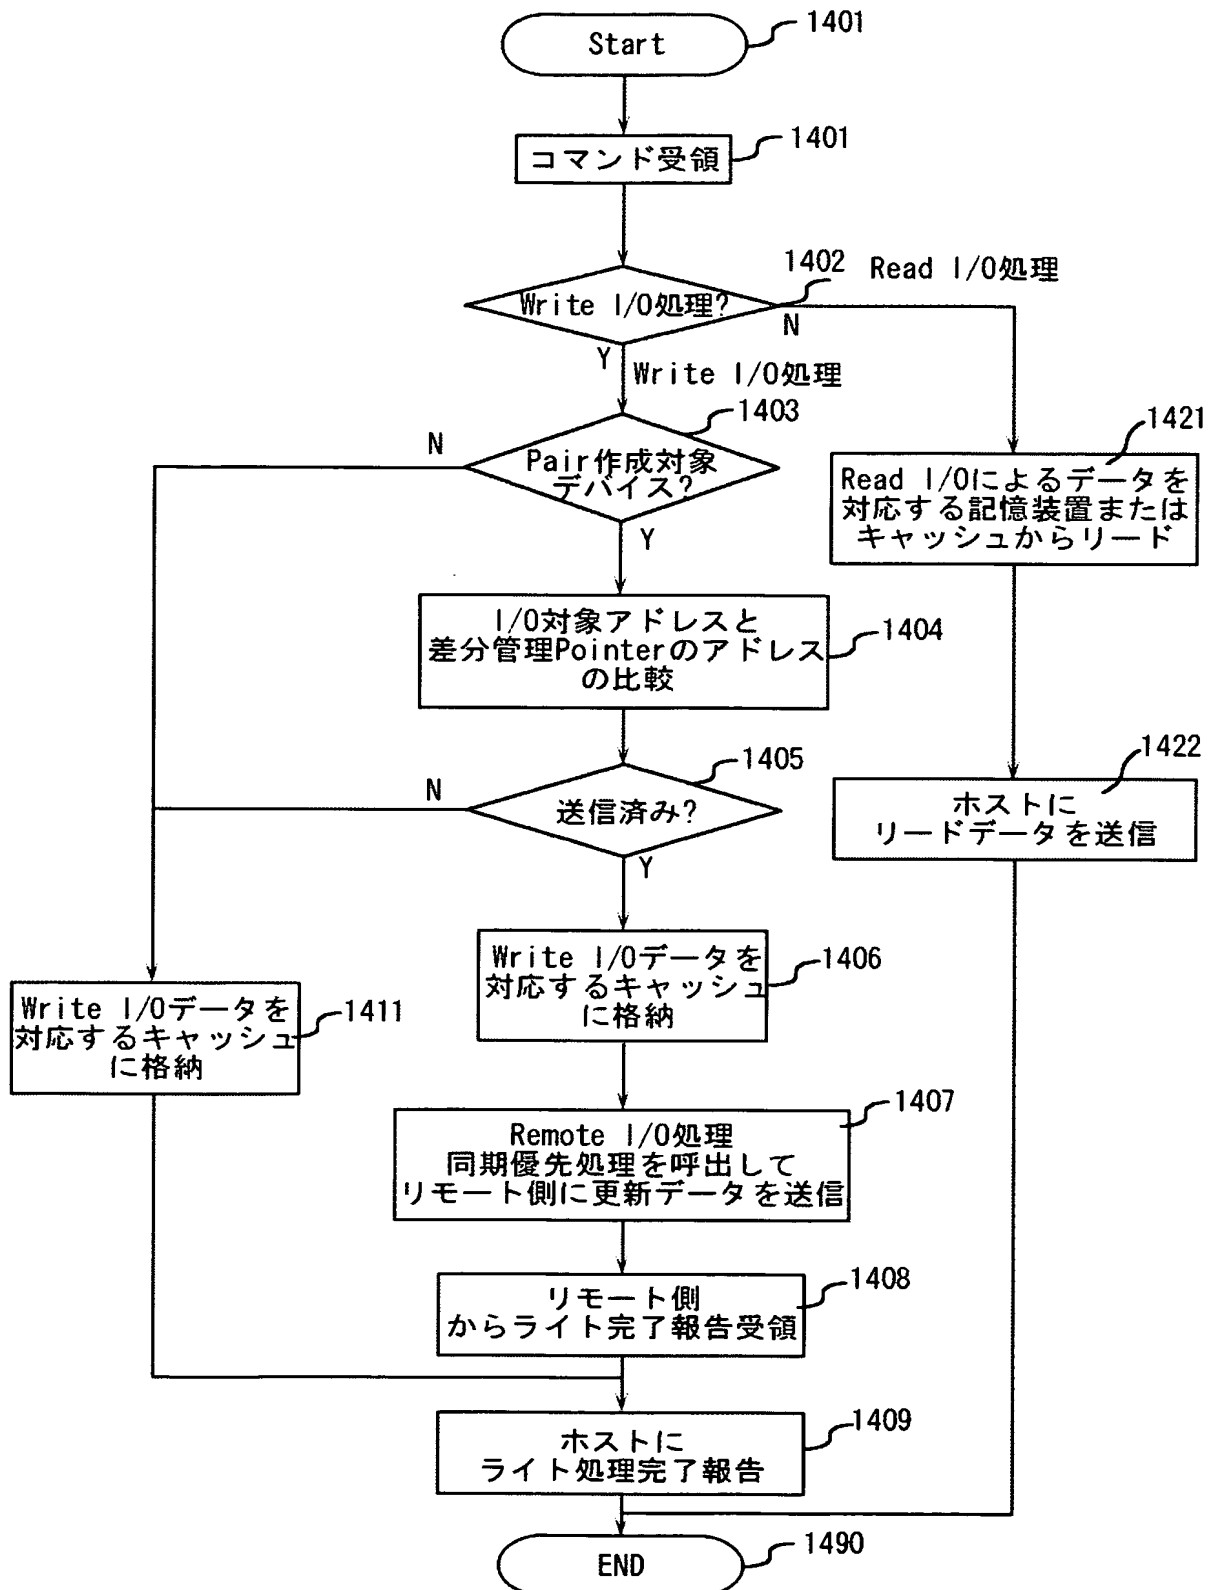 Start
1401
コマンド受領
1401
Write I/O処理?
1402
Read I/O処理
N
Y
Write I/O処理
1403
Pair作成対象
デバイス?
N
Y
1421
Read I/Oによるデータを
対応する記憶装置または
キャッシュからリード
I/O対象アドレスと
差分管理Pointerのアドレス
の比較
1404
1405
送信済み?
N
Y
1422
ホストに
リードデータを送信
Write I/Oデータを
対応するキャッシュ
に格納
1406
Write I/Oデータを
対応するキャッシュ
に格納
1411
1407
Remote I/O処理
同期優先処理を呼出して
リモート側に更新データを送信
1408
リモート側
からライト完了報告受領
1409
ホストに
ライト処理完了報告
END
1490